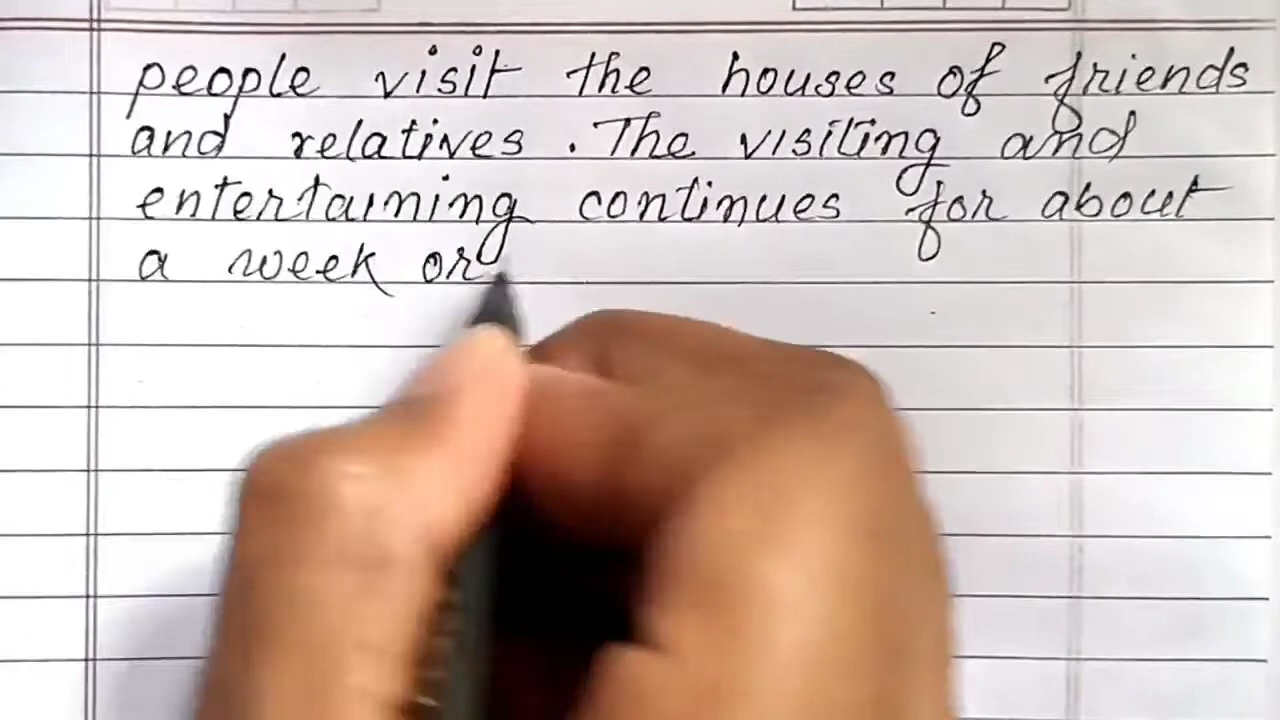 people visit the houses of friends
and relatives. The visiting and
entertaining continues for about
a week or